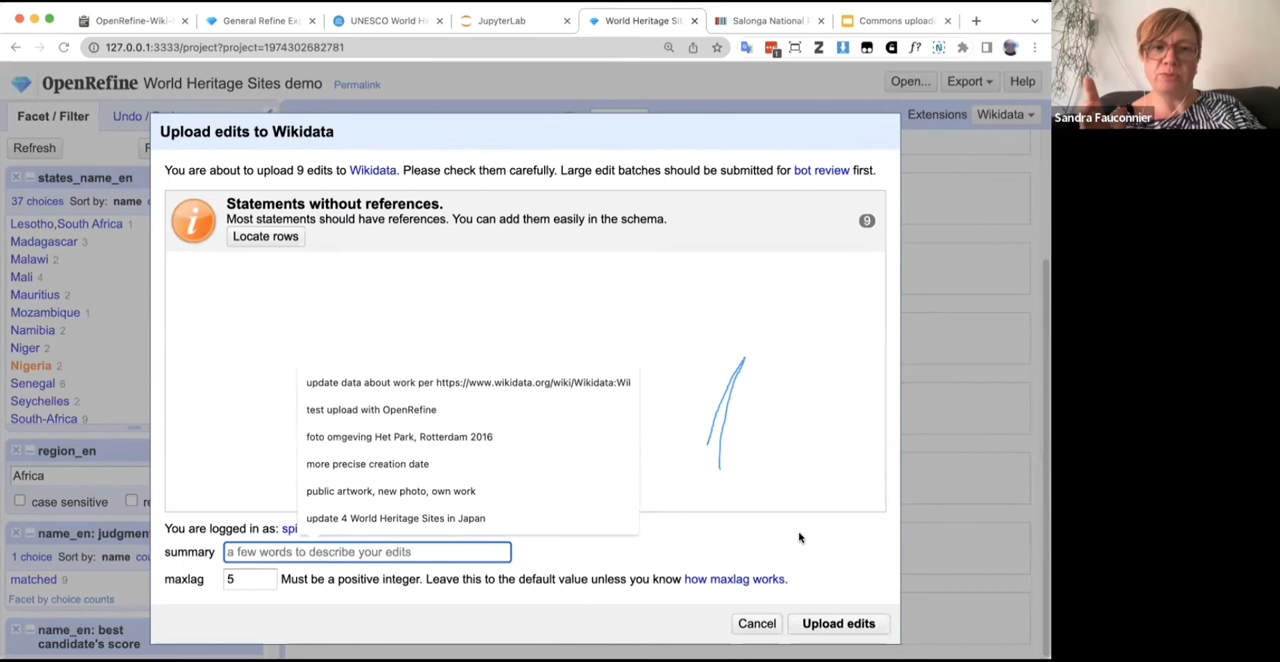 OpenRefine-Wiki-
General Refine Ex
UNESCO World H
JupyterLab
World Heritage Sit
Salonga National
Commons upload
127.0.0.1:3333/project?project=1974302682781
OpenRefine World Heritage Sites demo Permalink
Open... Export Help
Facet / Filter Undo /
Extensions Wikidata
Refresh
states_name_en
37 choices Sort by: name
Lesotho,South Africa 1
Madagascar 3
Malawi 2
Mali 4
Mauritius 2
Mozambique 1
Namibia 2
Niger 2
Nigeria 2
Senegal 6
Seychelles 2
South-Africa 9
region_en
Africa
case sensitive
name_en: judgment
1 choice Sort by: name cou
matched 9
Facet by choice counts
name_en: best
candidate's score
Upload edits to Wikidata
You are about to upload 9 edits to Wikidata. Please check them carefully. Large edit batches should be submitted for bot review first.
Statements without references.
Most statements should have references. You can add them easily in the schema.
9
Locate rows
update data about work per https://www.wikidata.org/wiki/Wikidata:Wil
test upload with OpenRefine
foto omgeving Het Park, Rotterdam 2016
more precise creation date
public artwork, new photo, own work
update 4 World Heritage Sites in Japan
You are logged in as: spi
summary a few words to describe your edits
maxlag 5 Must be a positive integer. Leave this to the default value unless you know how maxlag works.
Cancel Upload edits
Sandra Fauconnier